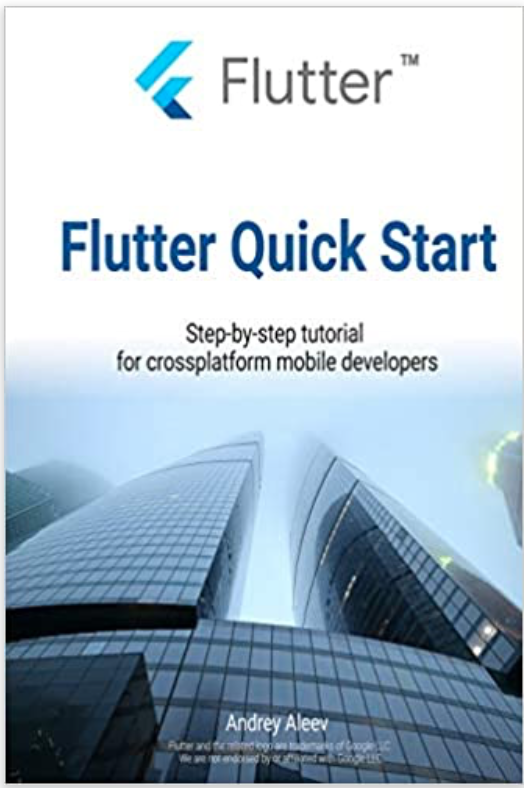 Flutter™
Flutter Quick Start
Step-by-step tutorial
for crossplatform mobile developers
Andrey Aleev
Flutter and the related logo are trademarks of Google LLC
We are not endorsed by or affiliated with Google LLC